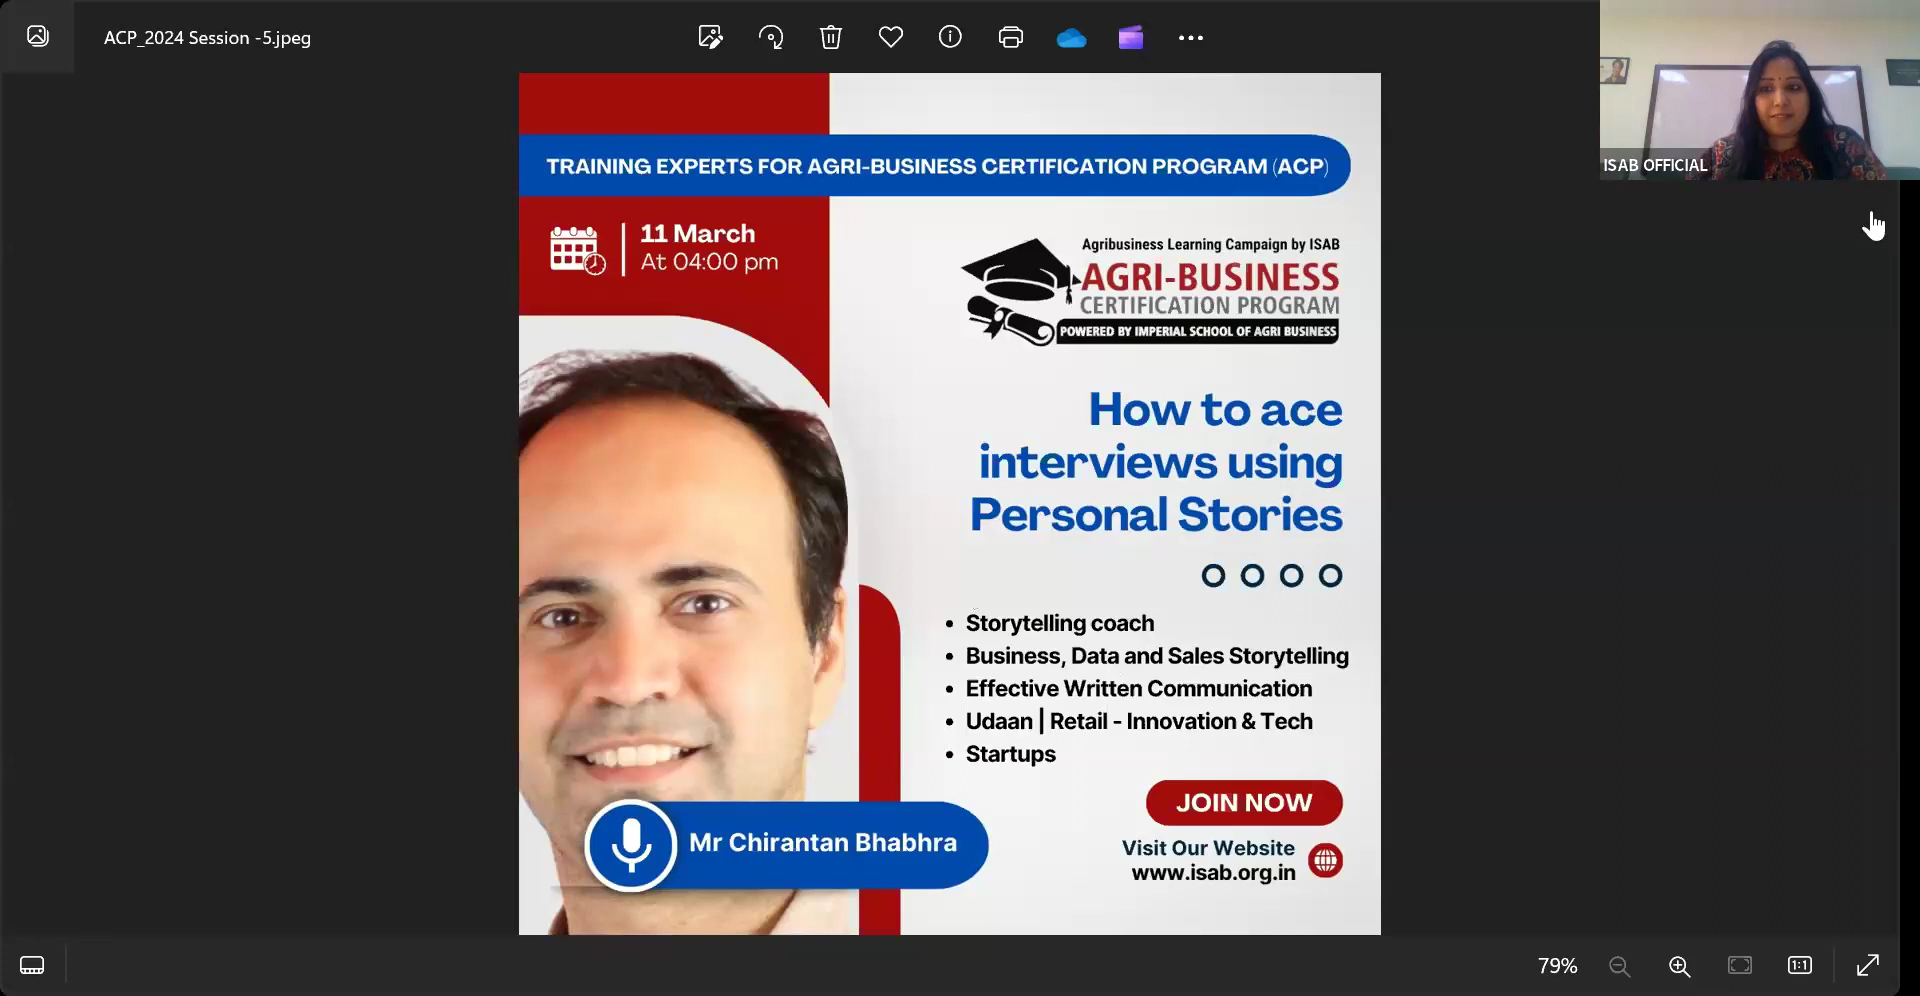 ACP_2024 Session -5.jpeg
ISAB OFFICIAL
TRAINING EXPERTS FOR AGRI-BUSINESS CERTIFICATION PROGRAM (ACP)
11 March
At 04:00 pm
Agribusiness Learning Campaign by ISAB
AGRI-BUSINESS
CERTIFICATION PROGRAM
POWERED BY IMPERIAL SCHOOL OF AGRI BUSINESS
How to ace
interviews using
Personal Stories
• Storytelling coach
• Business, Data and Sales Storytelling
• Effective Written Communication
• Udaan | Retail - Innovation & Tech
• Startups
JOIN NOW
Mr Chirantan Bhabhra
Visit Our Website
www.isab.org.in
79%
1:1